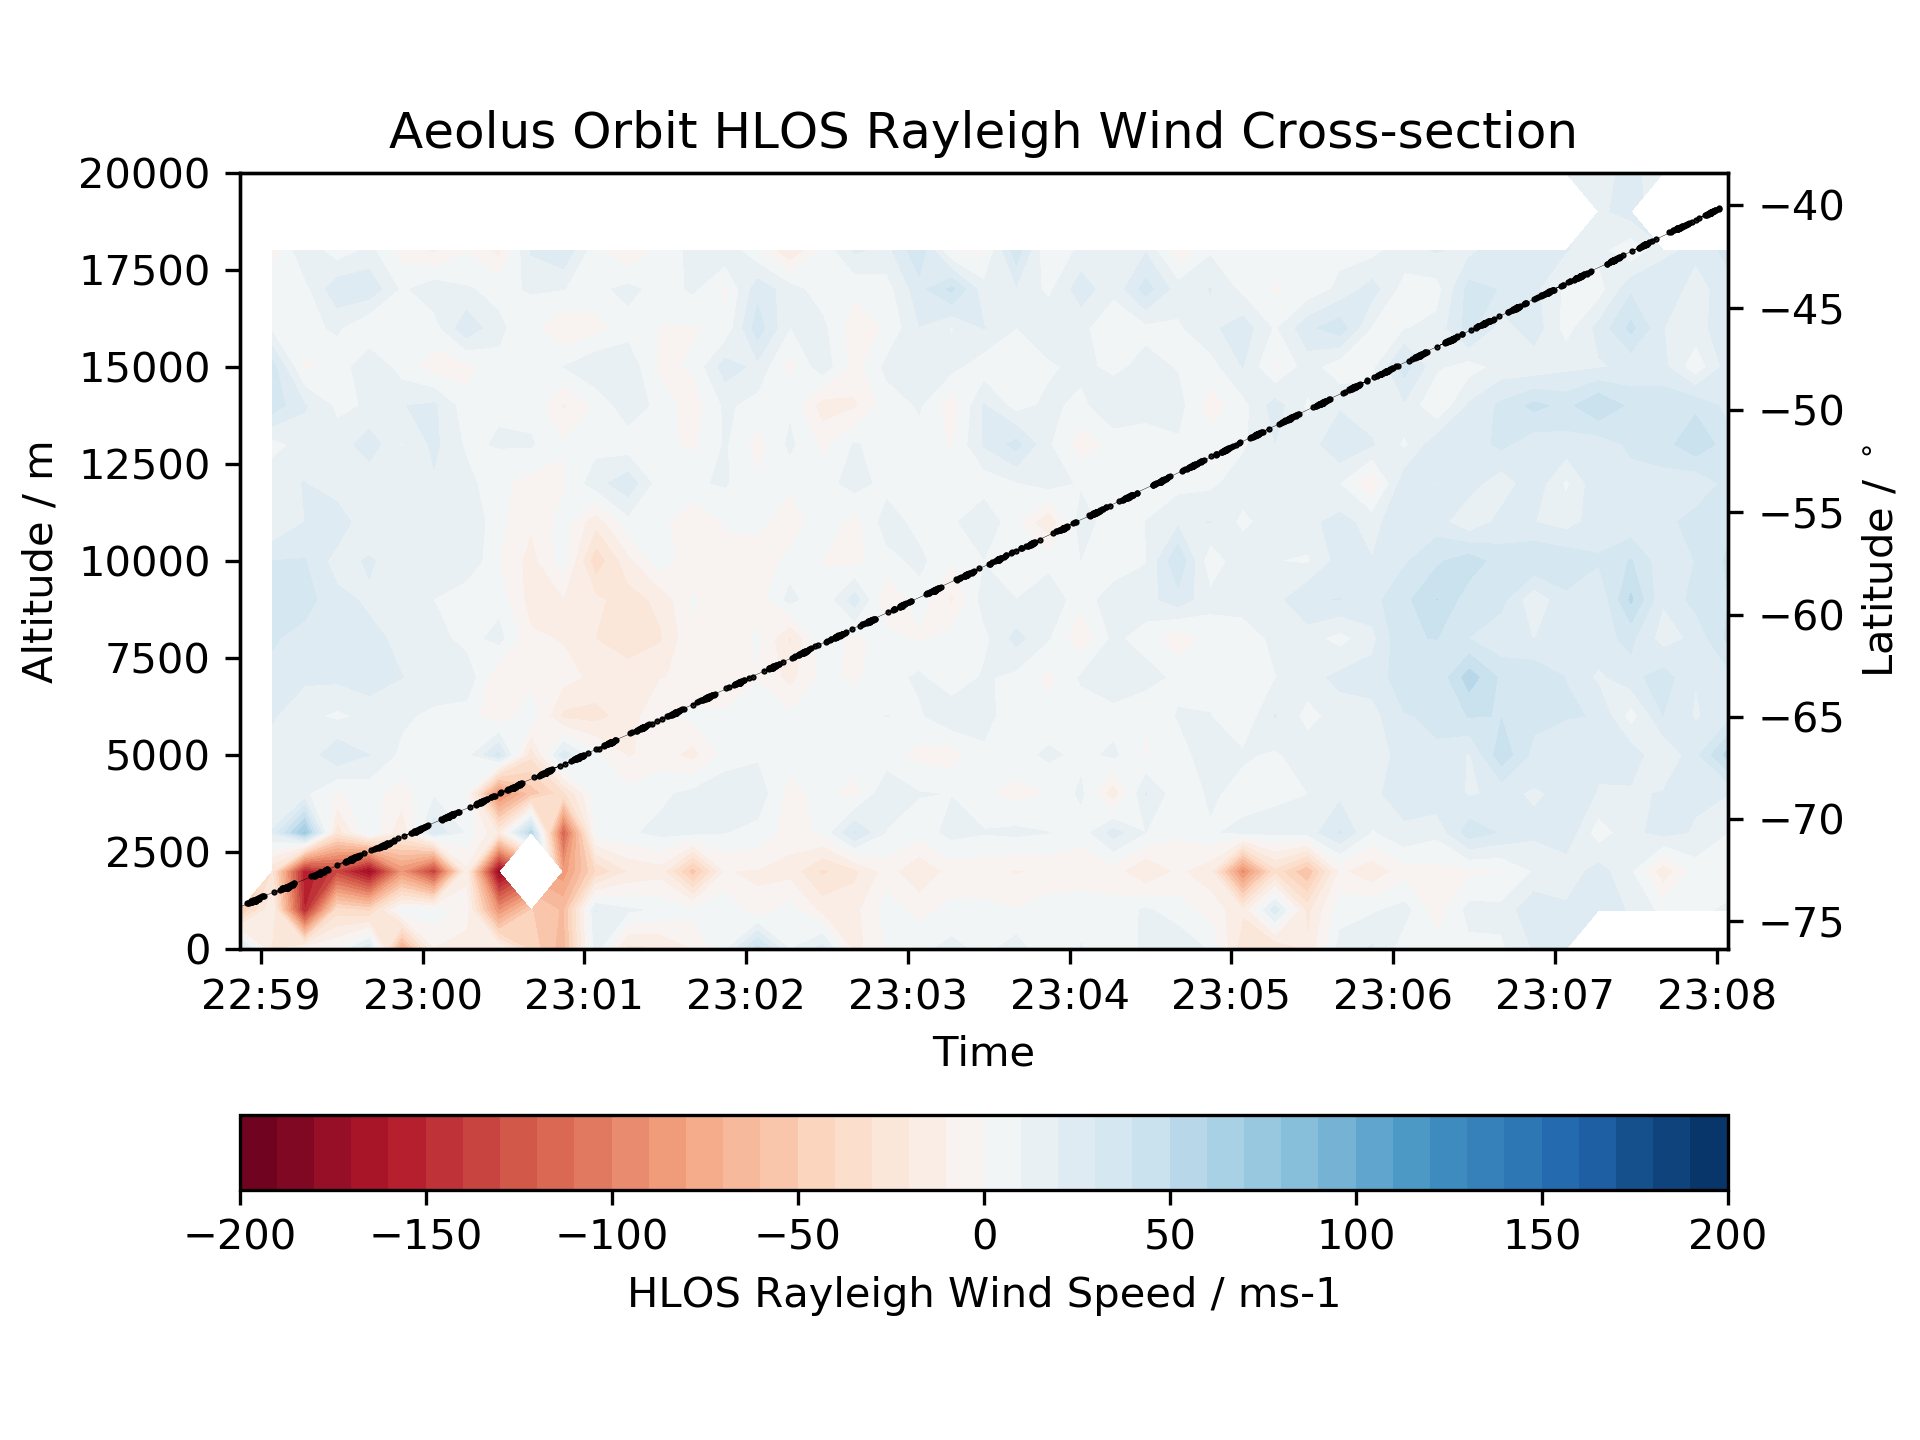 Aeolus Orbit HLOS Rayleigh Wind Cross-section
20000
17500
15000
12500
10000
7500
5000
2500
0
Altitude / m
−40
−45
−50
−55
−60
−65
−70
−75
Latitude / °
22:59 23:00 23:01 23:02 23:03 23:04 23:05 23:06 23:07 23:08
Time
−200 −150 −100 −50 0 50 100 150 200
HLOS Rayleigh Wind Speed / ms-1